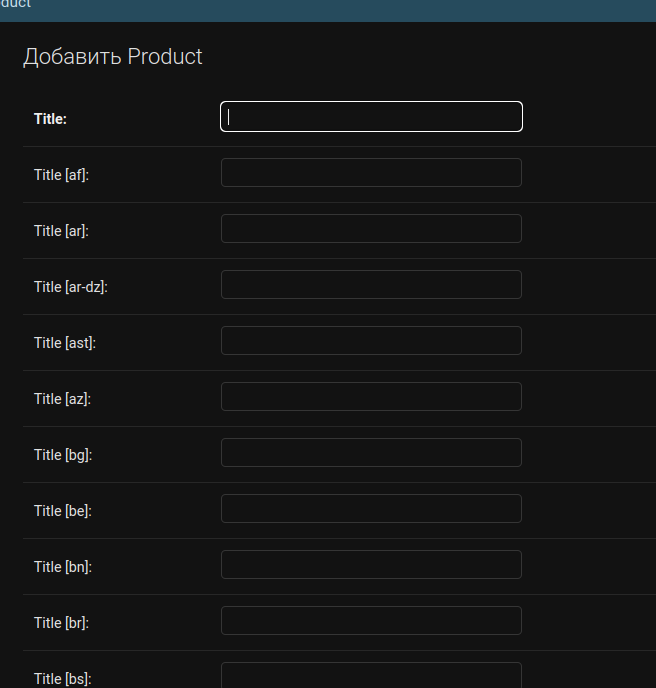 duct
Добавить Product
Title:
Title [af]:
Title [ar]:
Title [ar-dz]:
Title [ast]:
Title [az]:
Title [bg]:
Title [be]:
Title [bn]:
Title [br]:
Title [bs]: